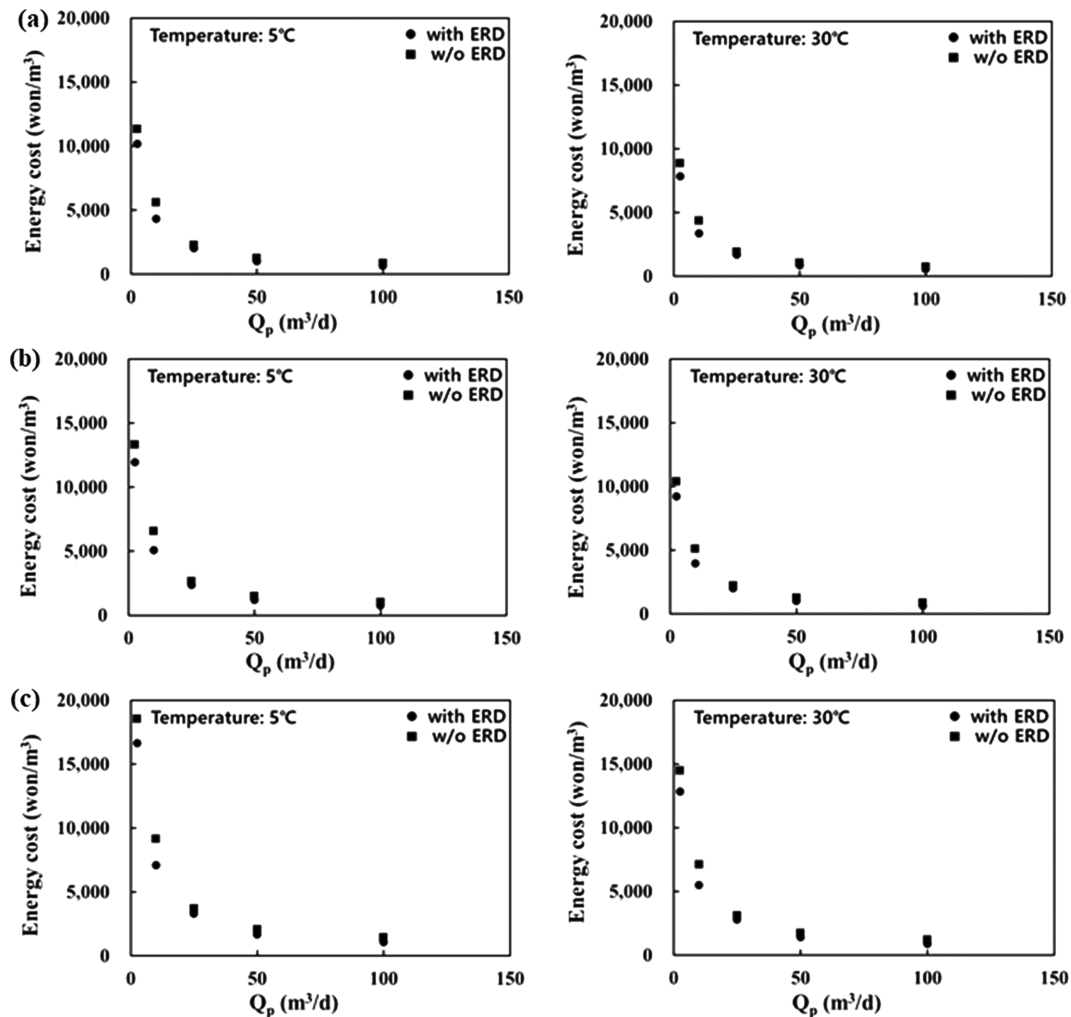 (a)
Energy cost (won/m³)
20,000
15,000
10,000
5,000
0
Temperature: 5℃
with ERD
w/o ERD
0 50 100 150
Qp (m³/d)
Energy cost (won/m³)
20,000
15,000
10,000
5,000
0
Temperature: 30℃
with ERD
w/o ERD
0 50 100 150
Qp (m³/d)
(b)
Energy cost (won/m³)
20,000
15,000
10,000
5,000
0
Temperature: 5℃
with ERD
w/o ERD
0 50 100 150
Qp (m³/d)
Energy cost (won/m³)
20,000
15,000
10,000
5,000
0
Temperature: 30℃
with ERD
w/o ERD
0 50 100 150
Qp (m³/d)
(c)
Energy cost (won/m³)
20,000
15,000
10,000
5,000
0
Temperature: 5℃
with ERD
w/o ERD
0 50 100 150
Qp (m³/d)
Energy cost (won/m³)
20,000
15,000
10,000
5,000
0
Temperature: 30℃
with ERD
w/o ERD
0 50 100 150
Qp (m³/d)